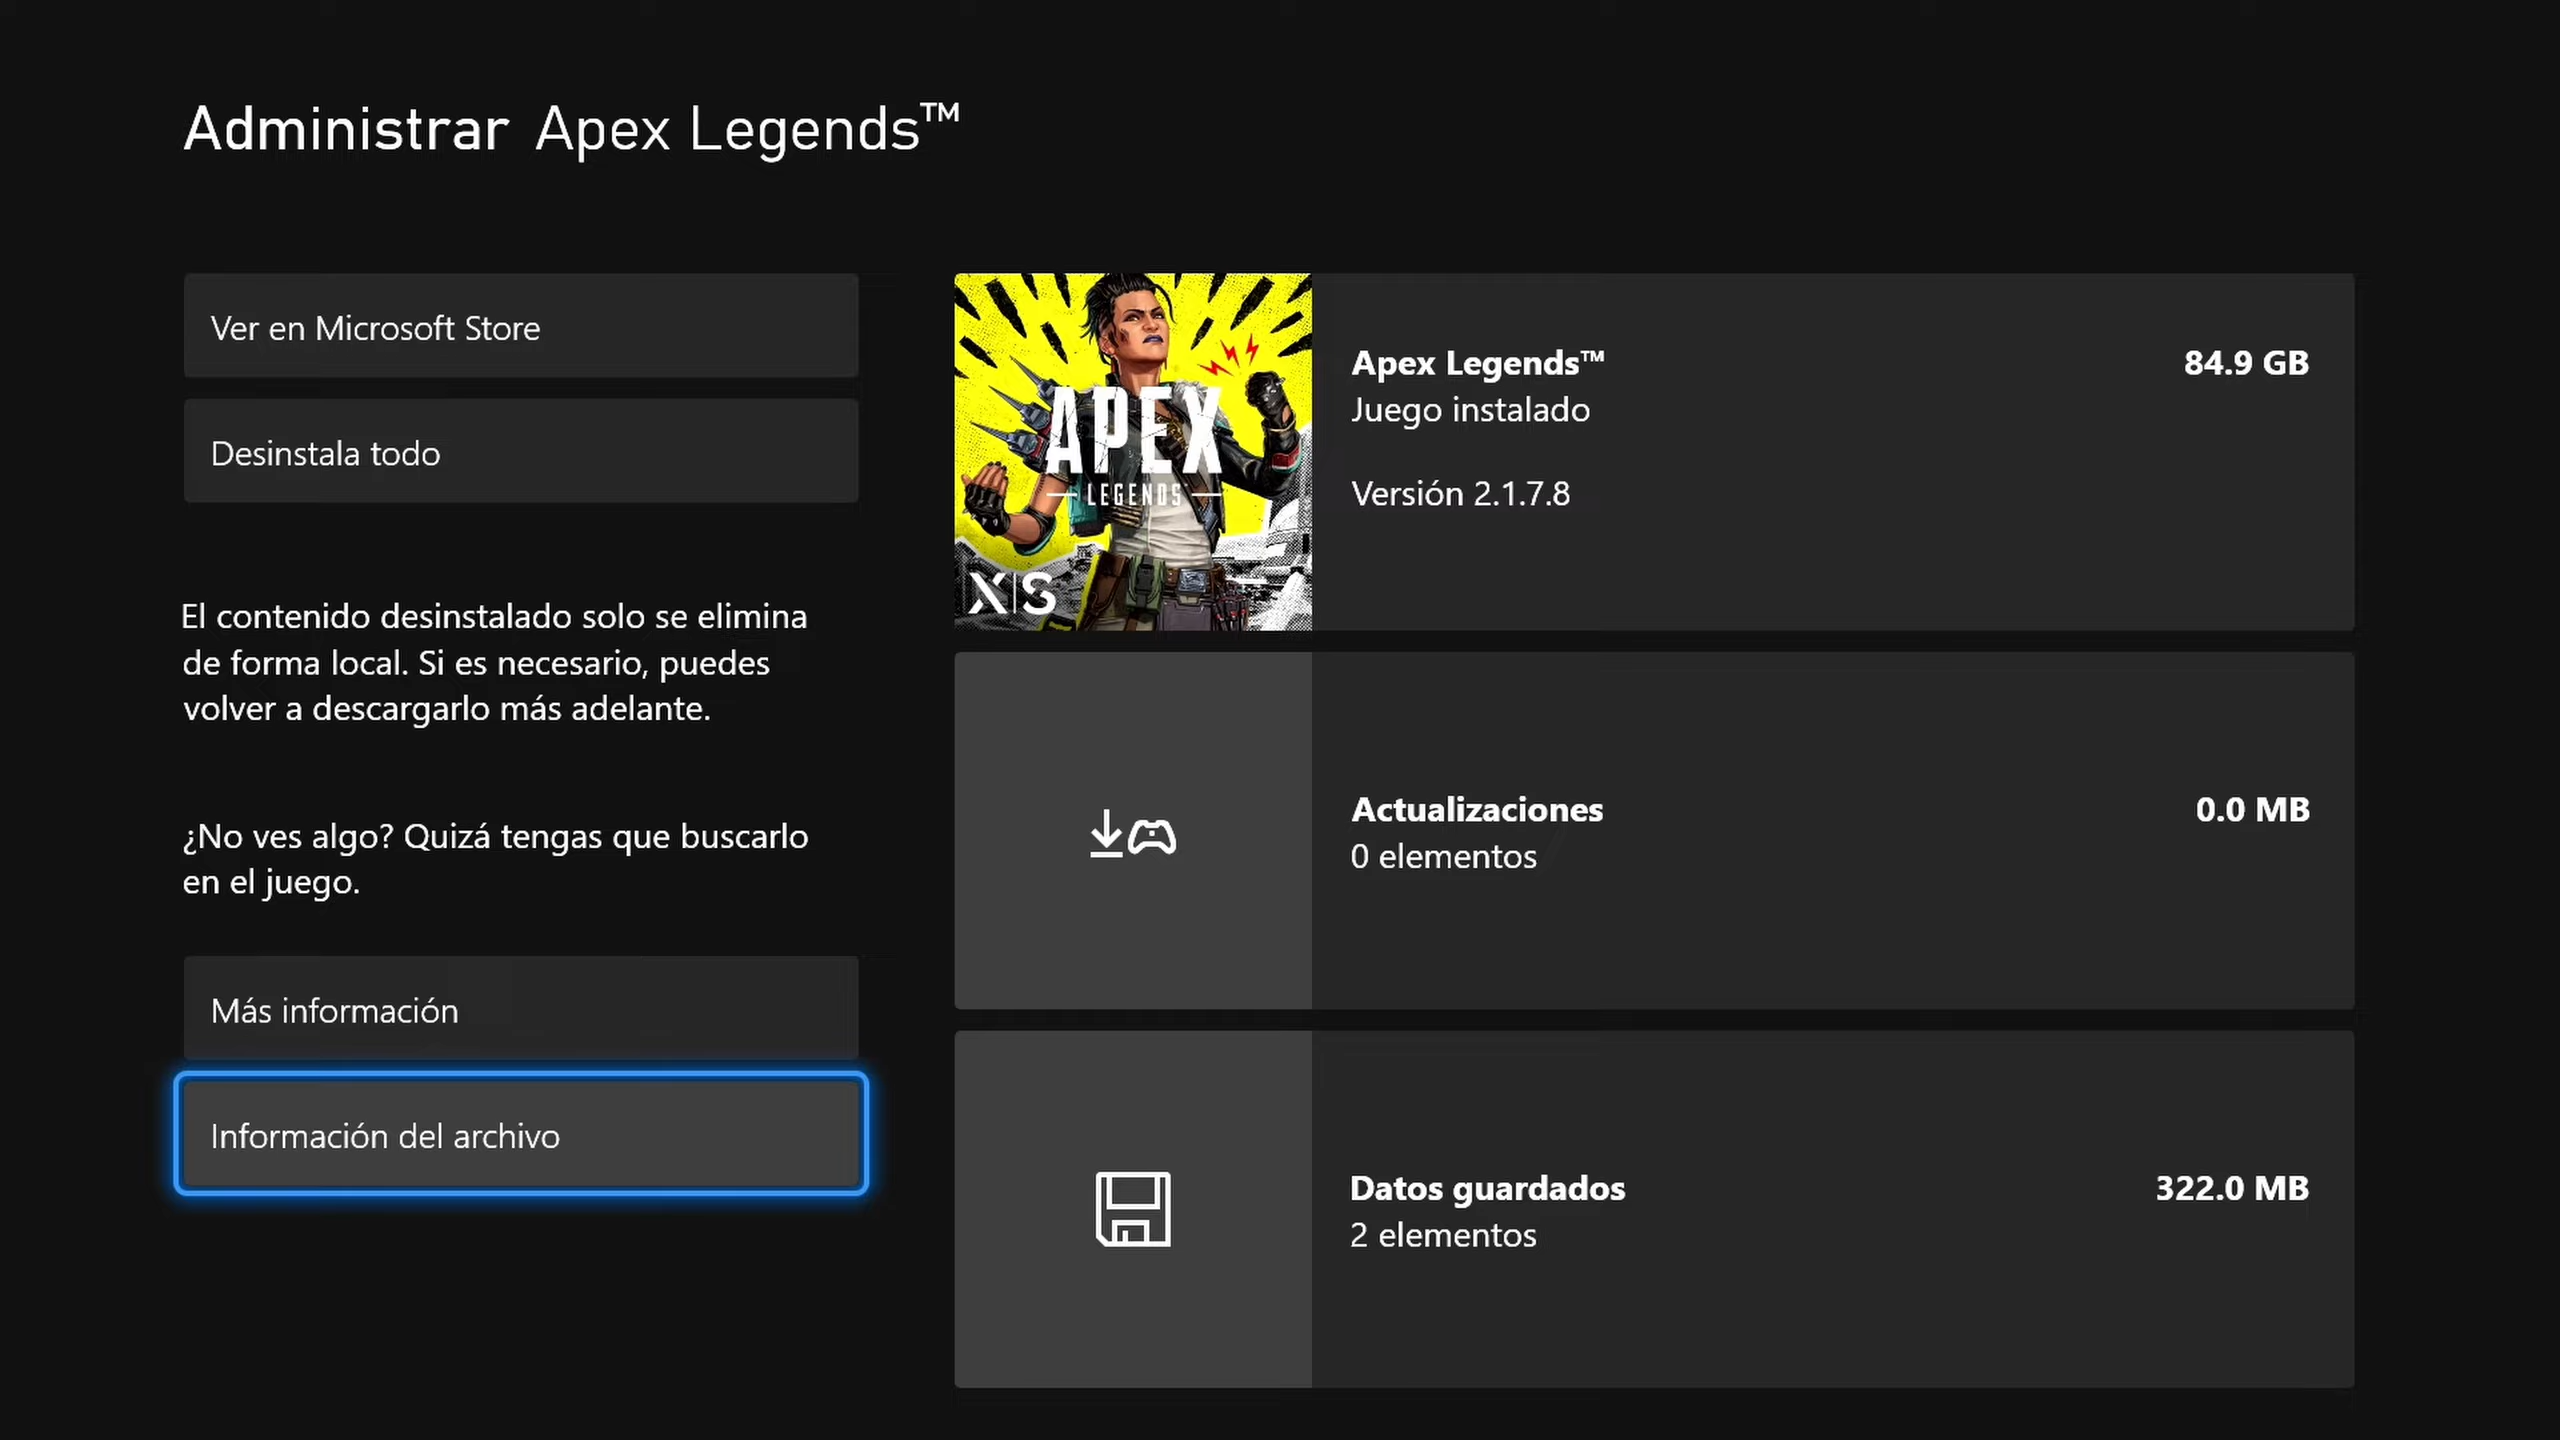 Administrar Apex Legends™
Ver en Microsoft Store
Desinstala todo
El contenido desinstalado solo se elimina
de forma local. Si es necesario, puedes
volver a descargarlo más adelante.
¿No ves algo? Quizá tengas que buscarlo
en el juego.
Más información
Información del archivo
APEX
LEGENDS
X|S
Apex Legends™
84.9 GB
Juego instalado
Versión 2.1.7.8
Actualizaciones
0.0 MB
0 elementos
Datos guardados
322.0 MB
2 elementos